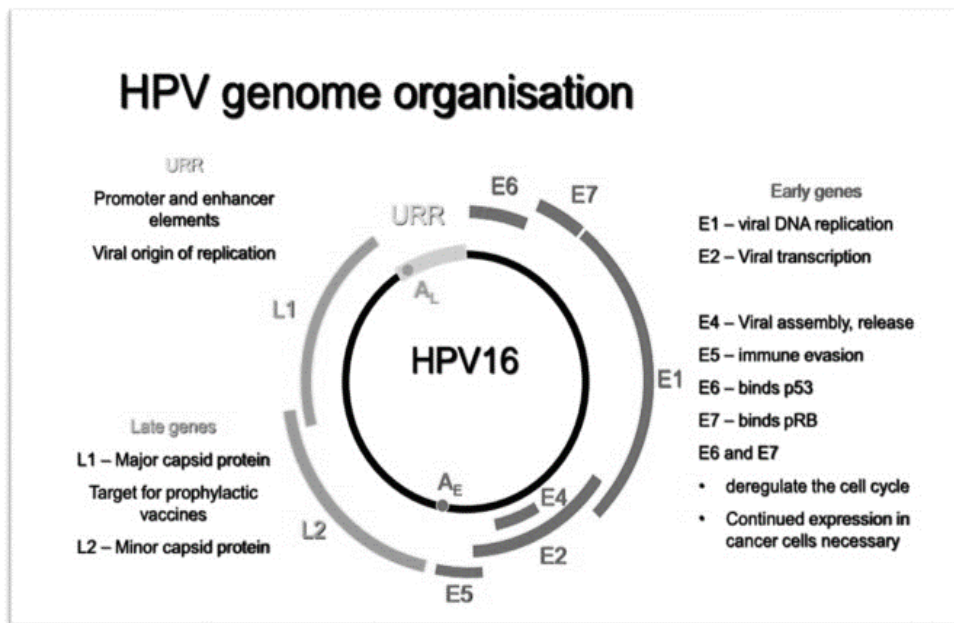 HPV genome organisation
URR
Promoter and enhancer
elements
Viral origin of replication
Late genes
L1 – Major capsid protein
Target for prophylactic
vaccines
L2 – Minor capsid protein
URR
E6
E7
A_L
L1
HPV16
E1
A_E
E4
L2
E2
E5
Early genes
E1 – viral DNA replication
E2 – Viral transcription
E4 – Viral assembly, release
E5 – immune evasion
E6 – binds p53
E7 – binds pRB
E6 and E7
• deregulate the cell cycle
• Continued expression in
cancer cells necessary